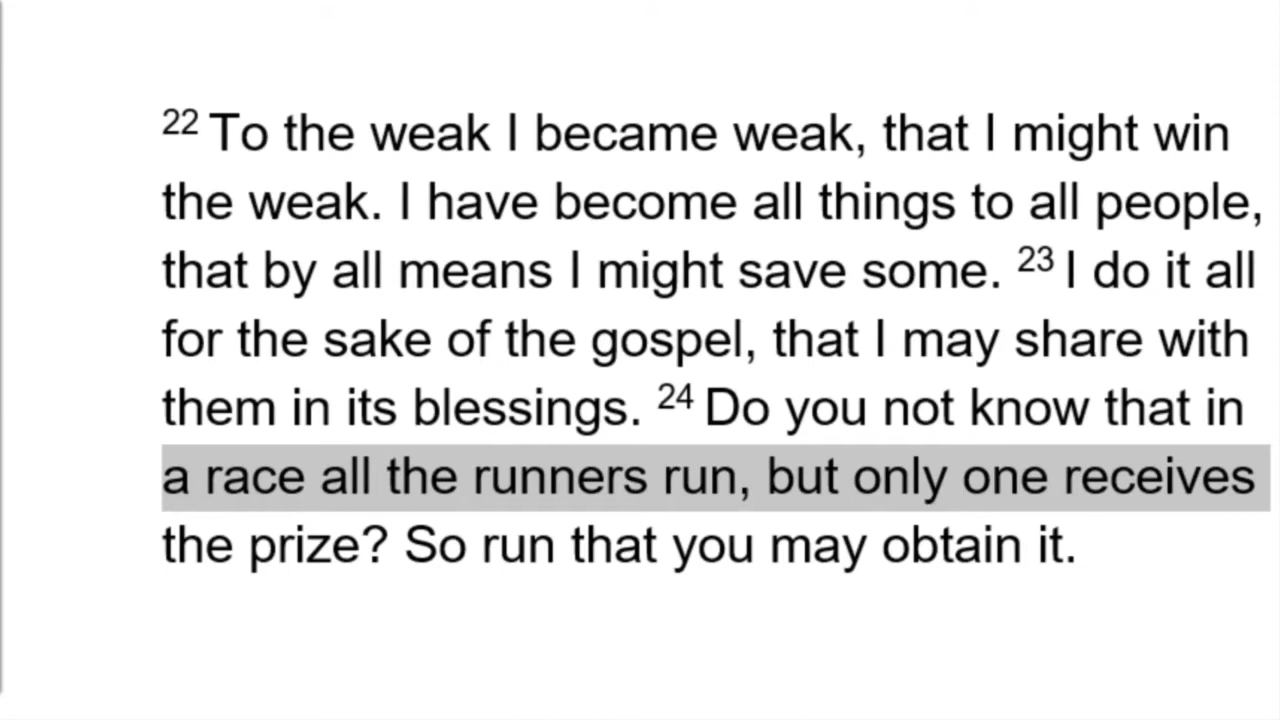 22 To the weak I became weak, that I might win
the weak. I have become all things to all people,
that by all means I might save some. 23 I do it all
for the sake of the gospel, that I may share with
them in its blessings. 24 Do you not know that in
a race all the runners run, but only one receives
the prize? So run that you may obtain it.